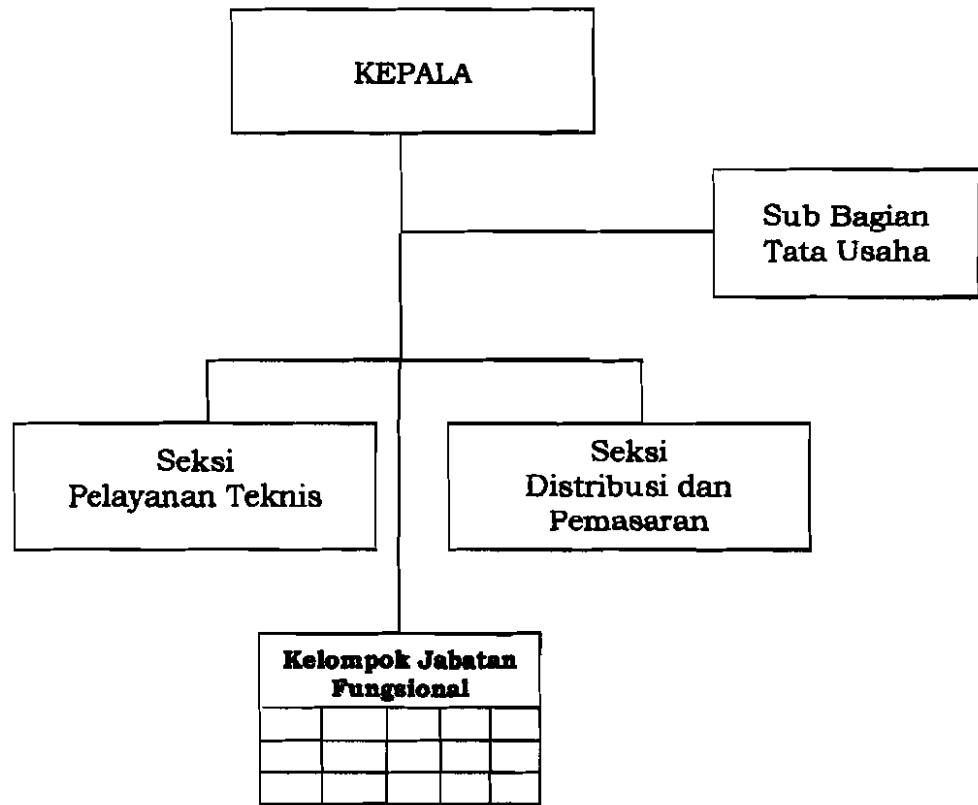 KEPALA
Sub Bagian
Tata Usaha
Seksi
Pelayanan Teknis
Seksi
Distribusi dan
Pemasaran
Kelompok Jabatan
Fungsional